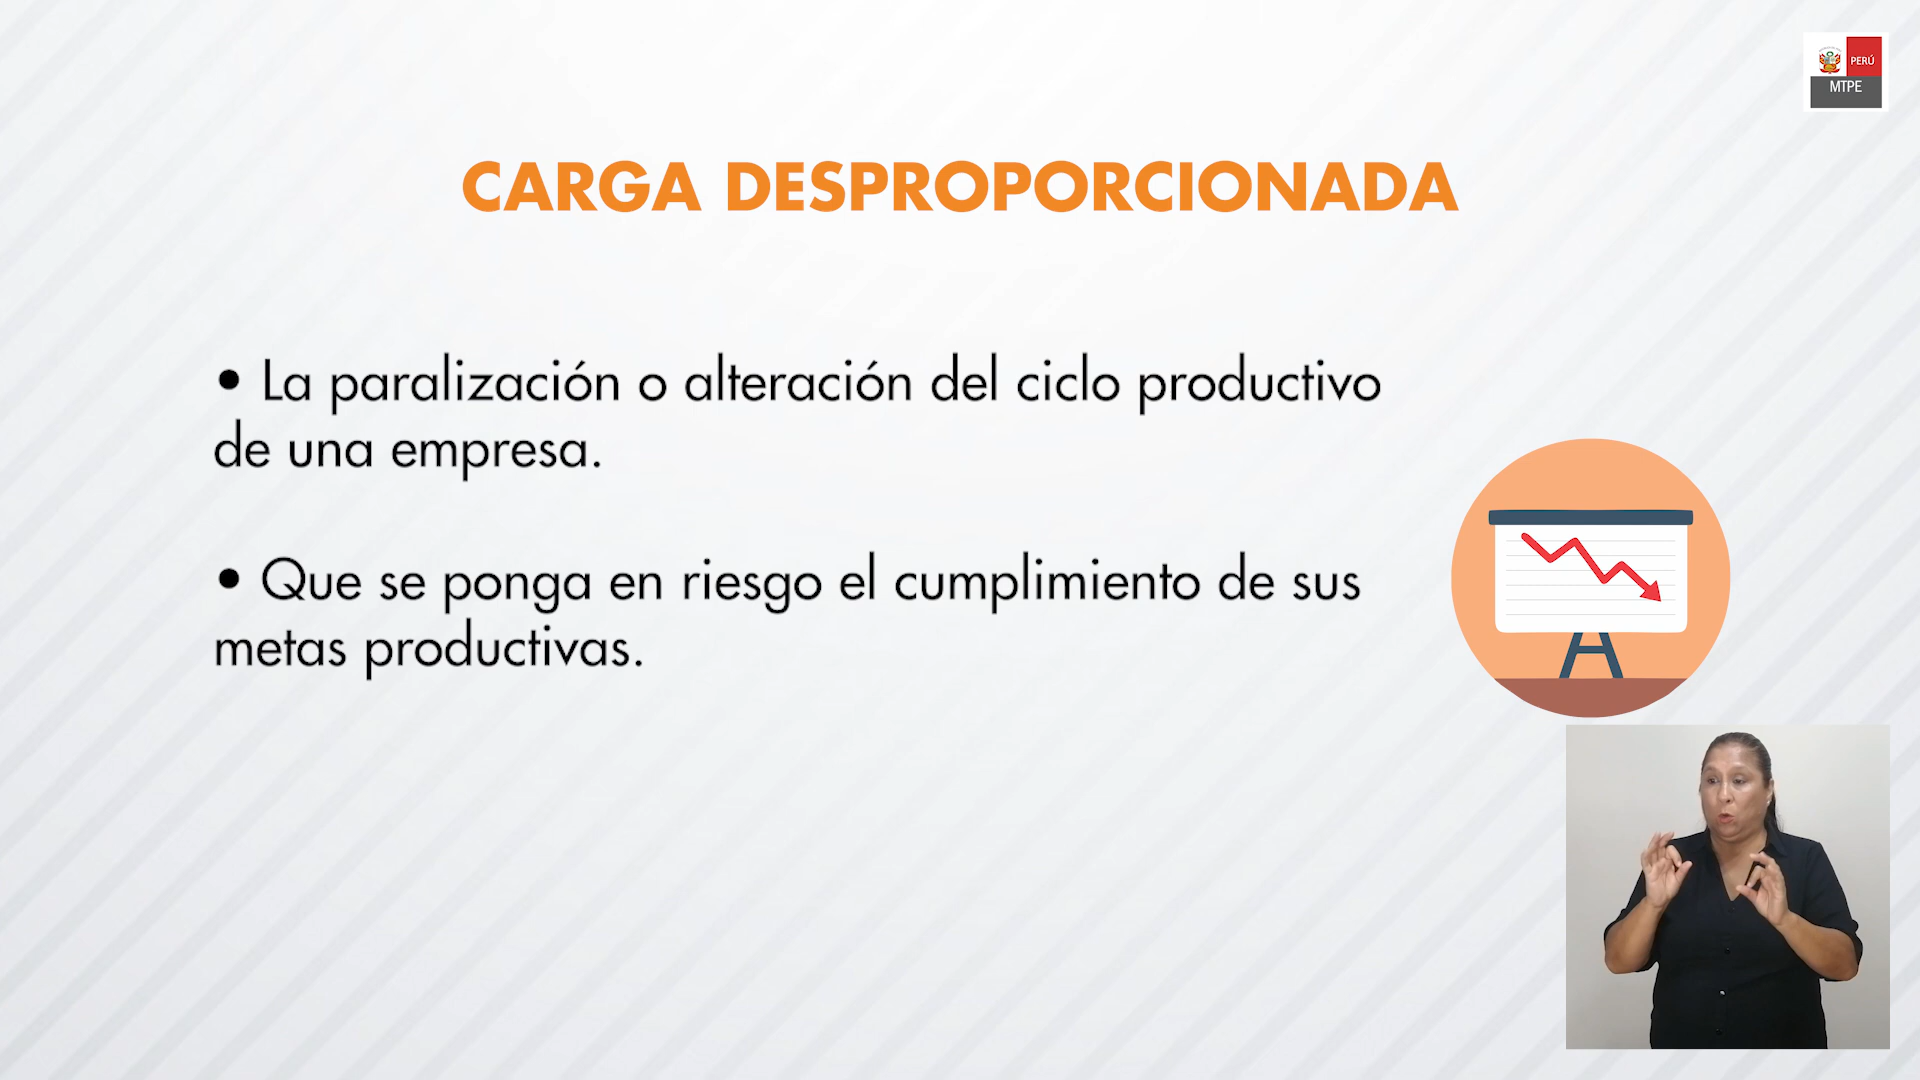 PERÚ
MTPE
CARGA DESPROPORCIONADA
• La paralización o alteración del ciclo productivo
de una empresa.
• Que se ponga en riesgo el cumplimiento de sus
metas productivas.